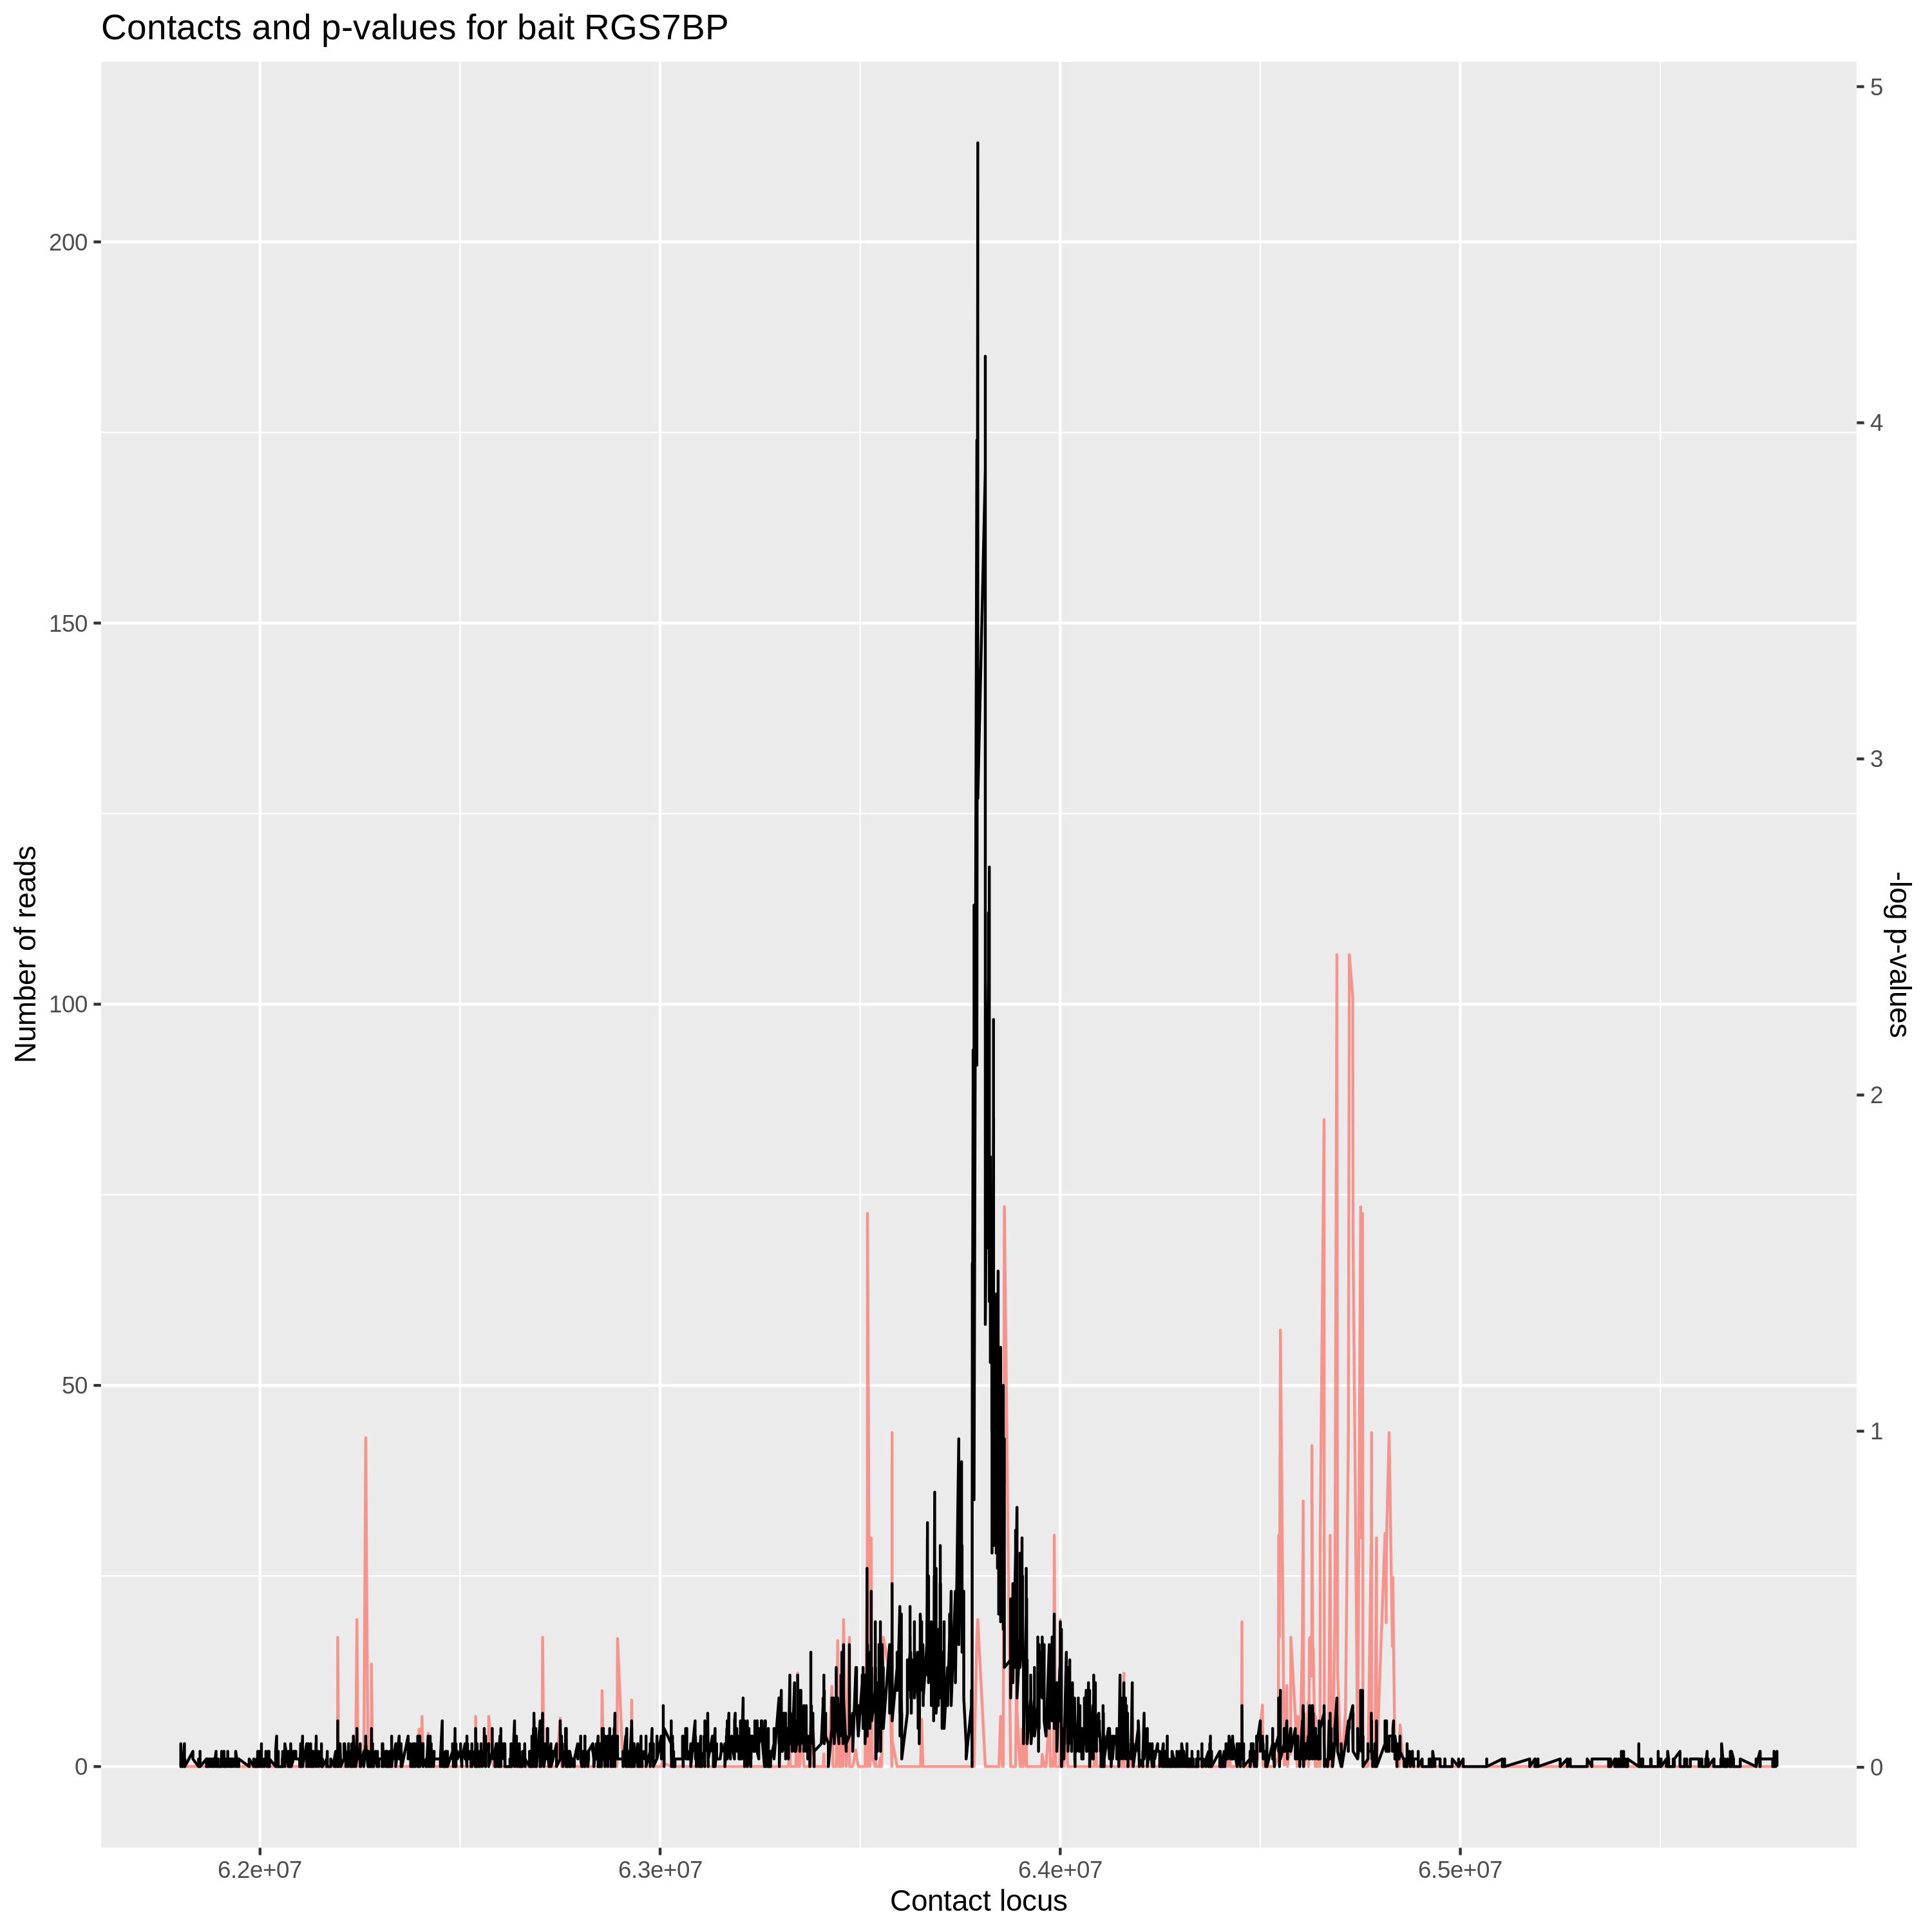 Contacts and p-values for bait RGS7BP
Number of reads
200
150
100
50
0
5
4
3
2
1
0
-log p-values
6.2e+07
6.3e+07
6.4e+07
6.5e+07
Contact locus